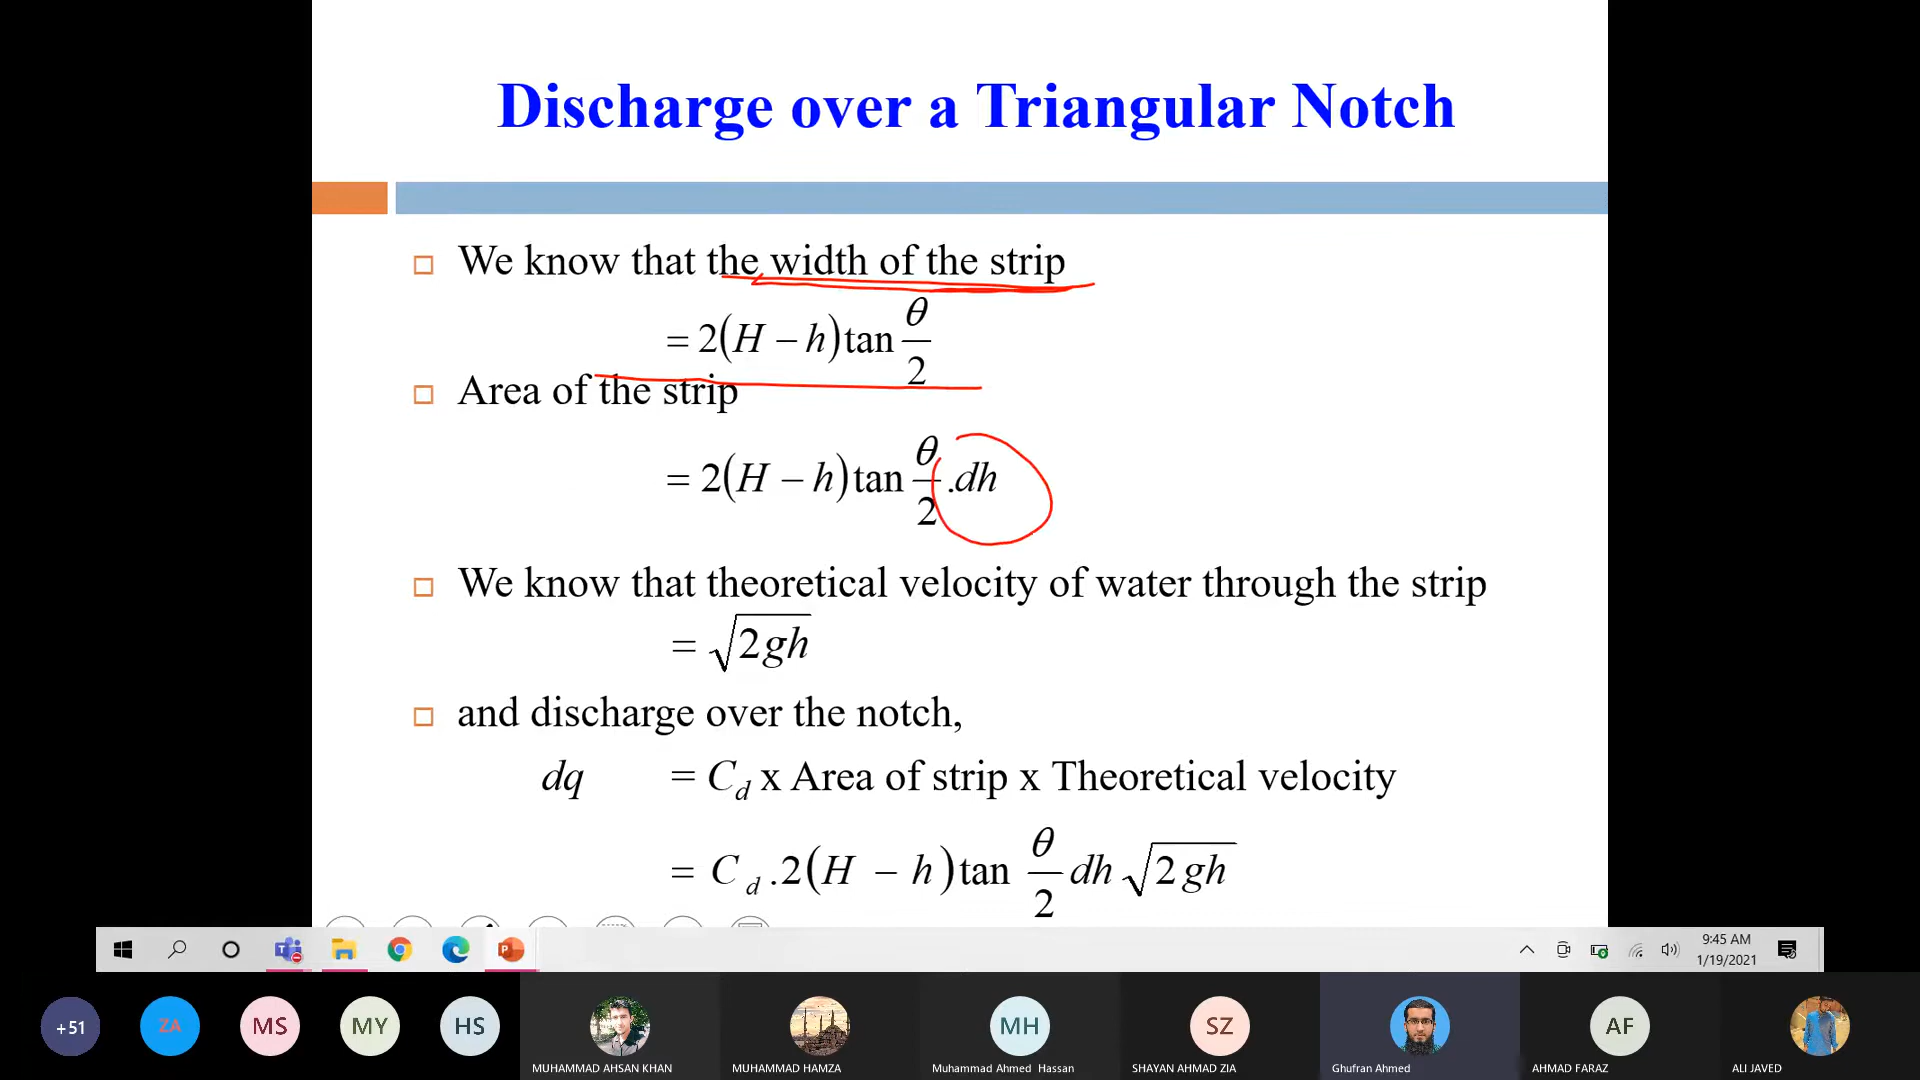 Discharge over a Triangular Notch
We know that the width of the strip
= 2(H − h)tan θ/2
Area of the strip
= 2(H − h)tan θ/2 .dh
We know that theoretical velocity of water through the strip
= √2gh
and discharge over the notch,
dq = C_d x Area of strip x Theoretical velocity
= C_d .2(H − h)tan θ/2 dh √2gh
9:45 AM
1/19/2021
+51
ZA
MS
MY
HS
MH
SZ
AF
MUHAMMAD AHSAN KHAN
MUHAMMAD HAMZA
Muhammad Ahmed Hassan
SHAYAN AHMAD ZIA
Ghufran Ahmed
AHMAD FARAZ
ALI JAVED